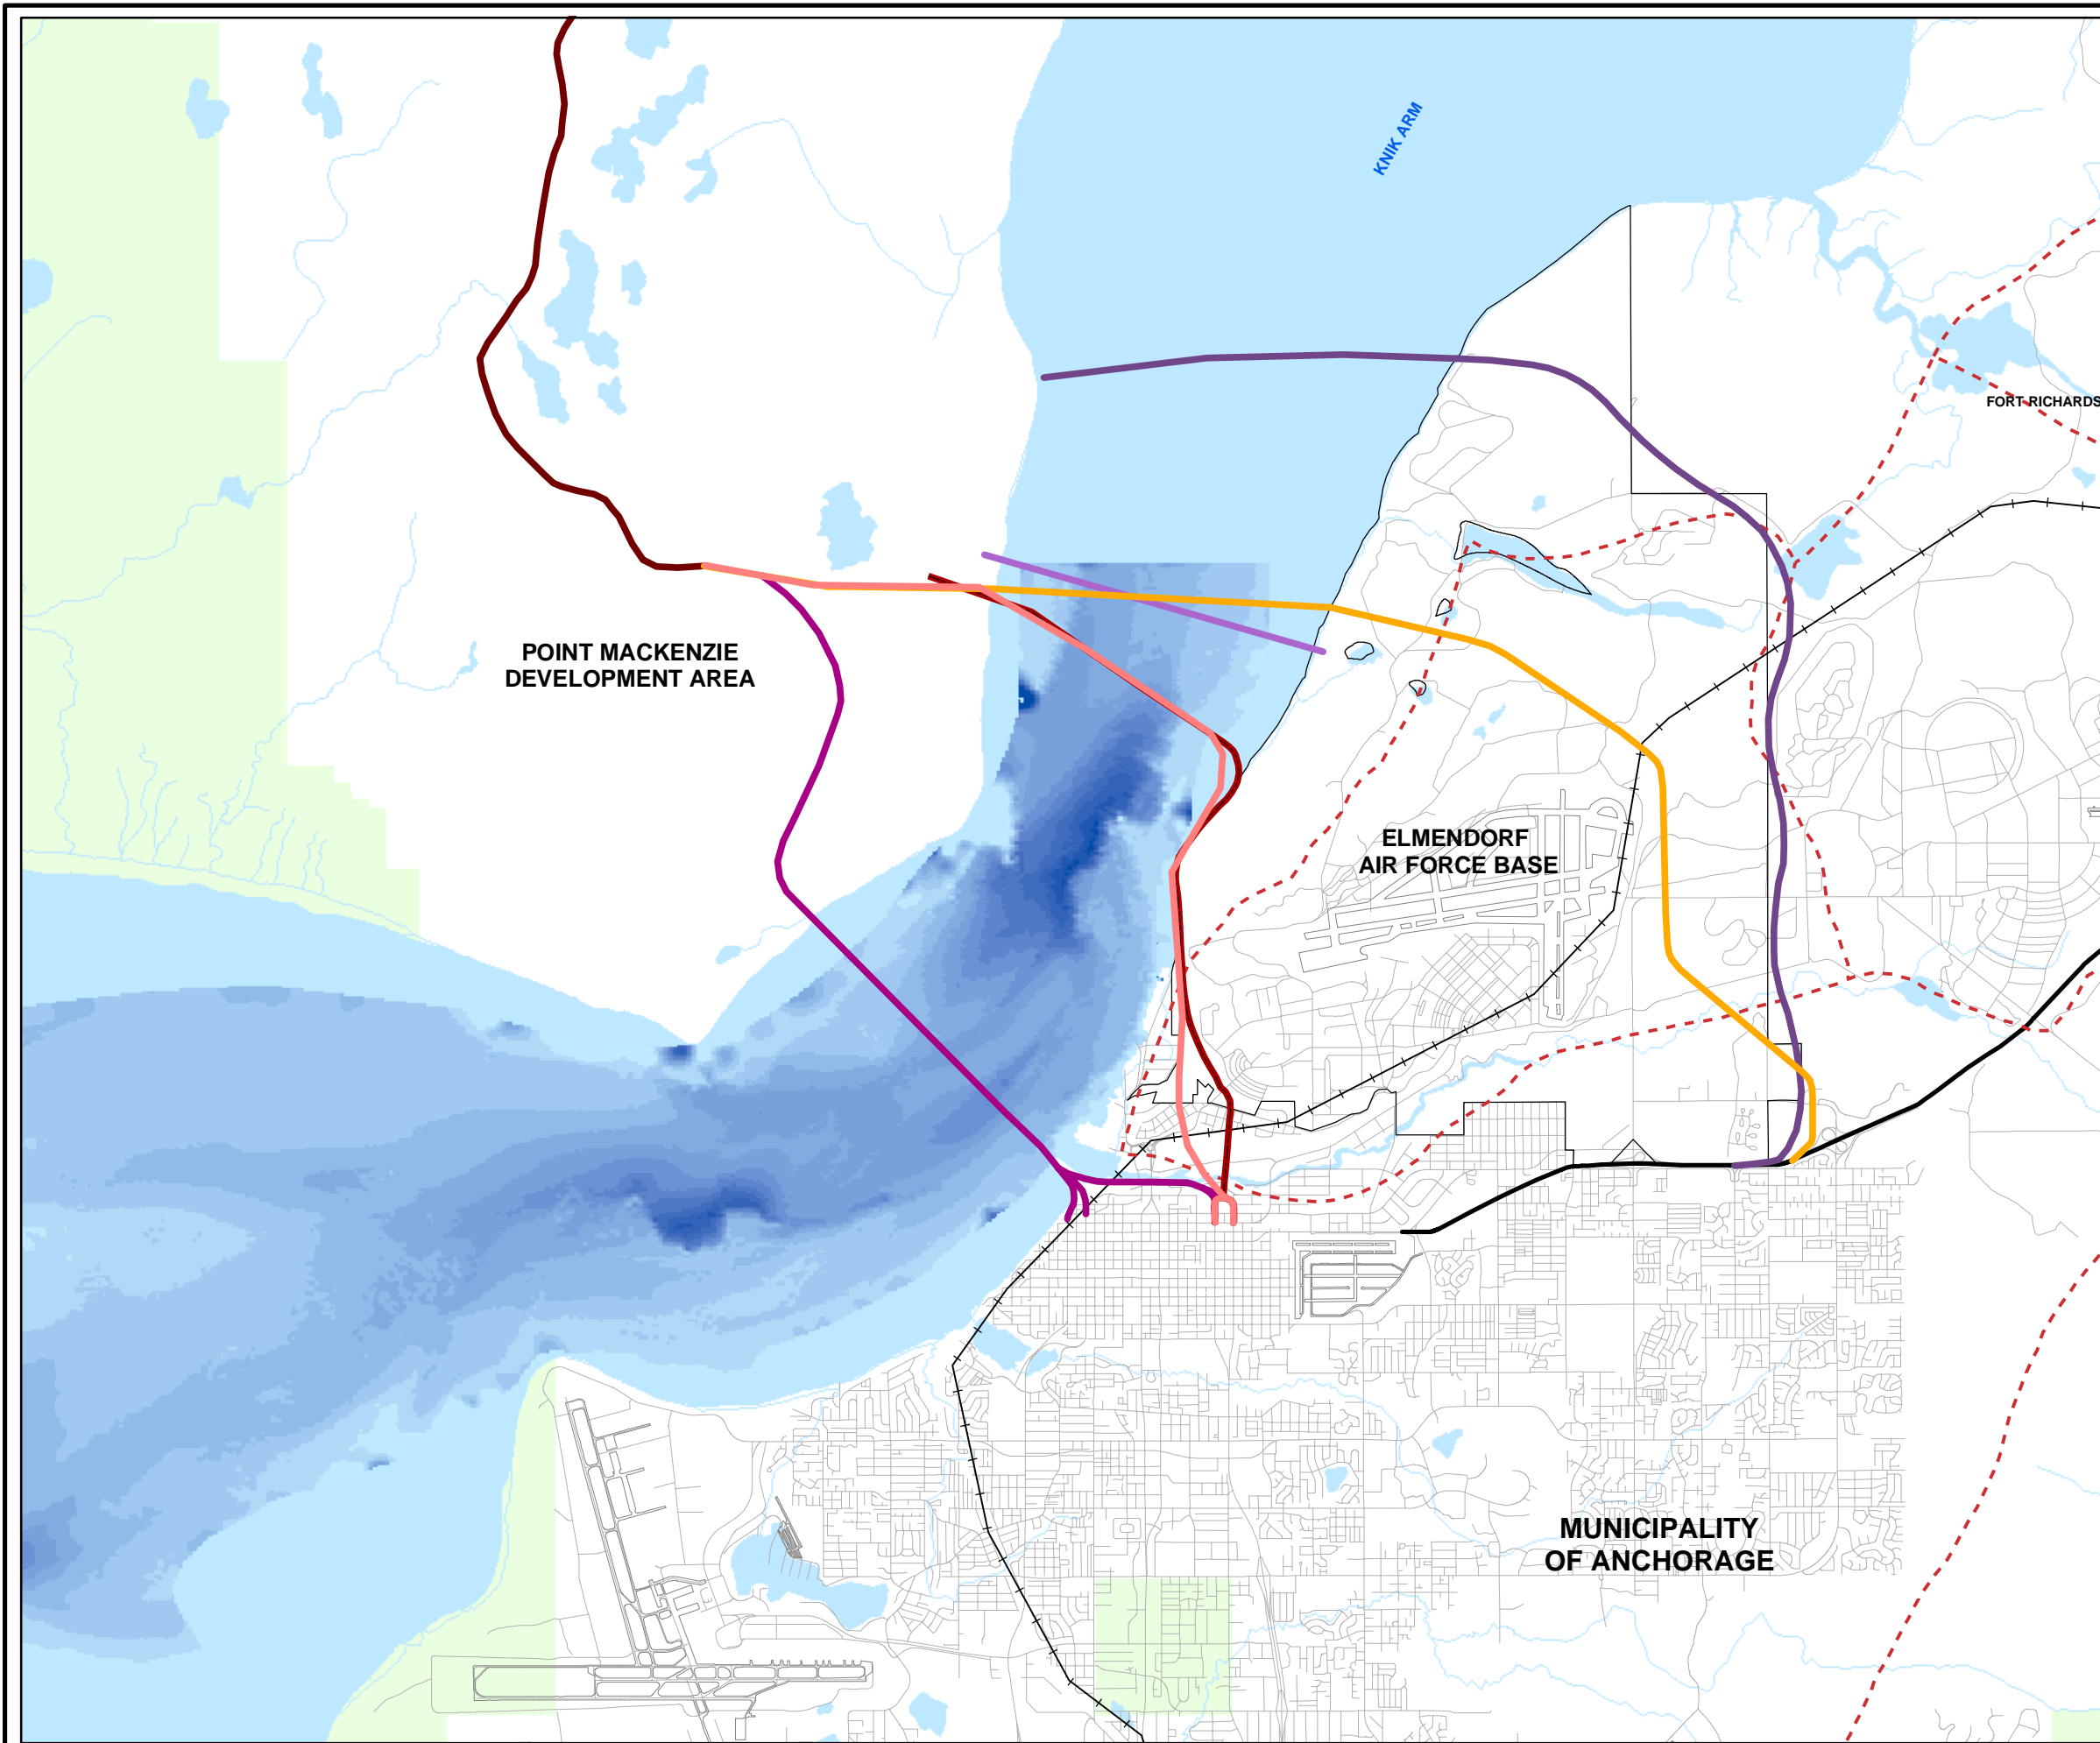 KNIK ARM
FORT RICHARDS
POINT MACKENZIE
DEVELOPMENT AREA
ELMENDORF
AIR FORCE BASE
MUNICIPALITY
OF ANCHORAGE